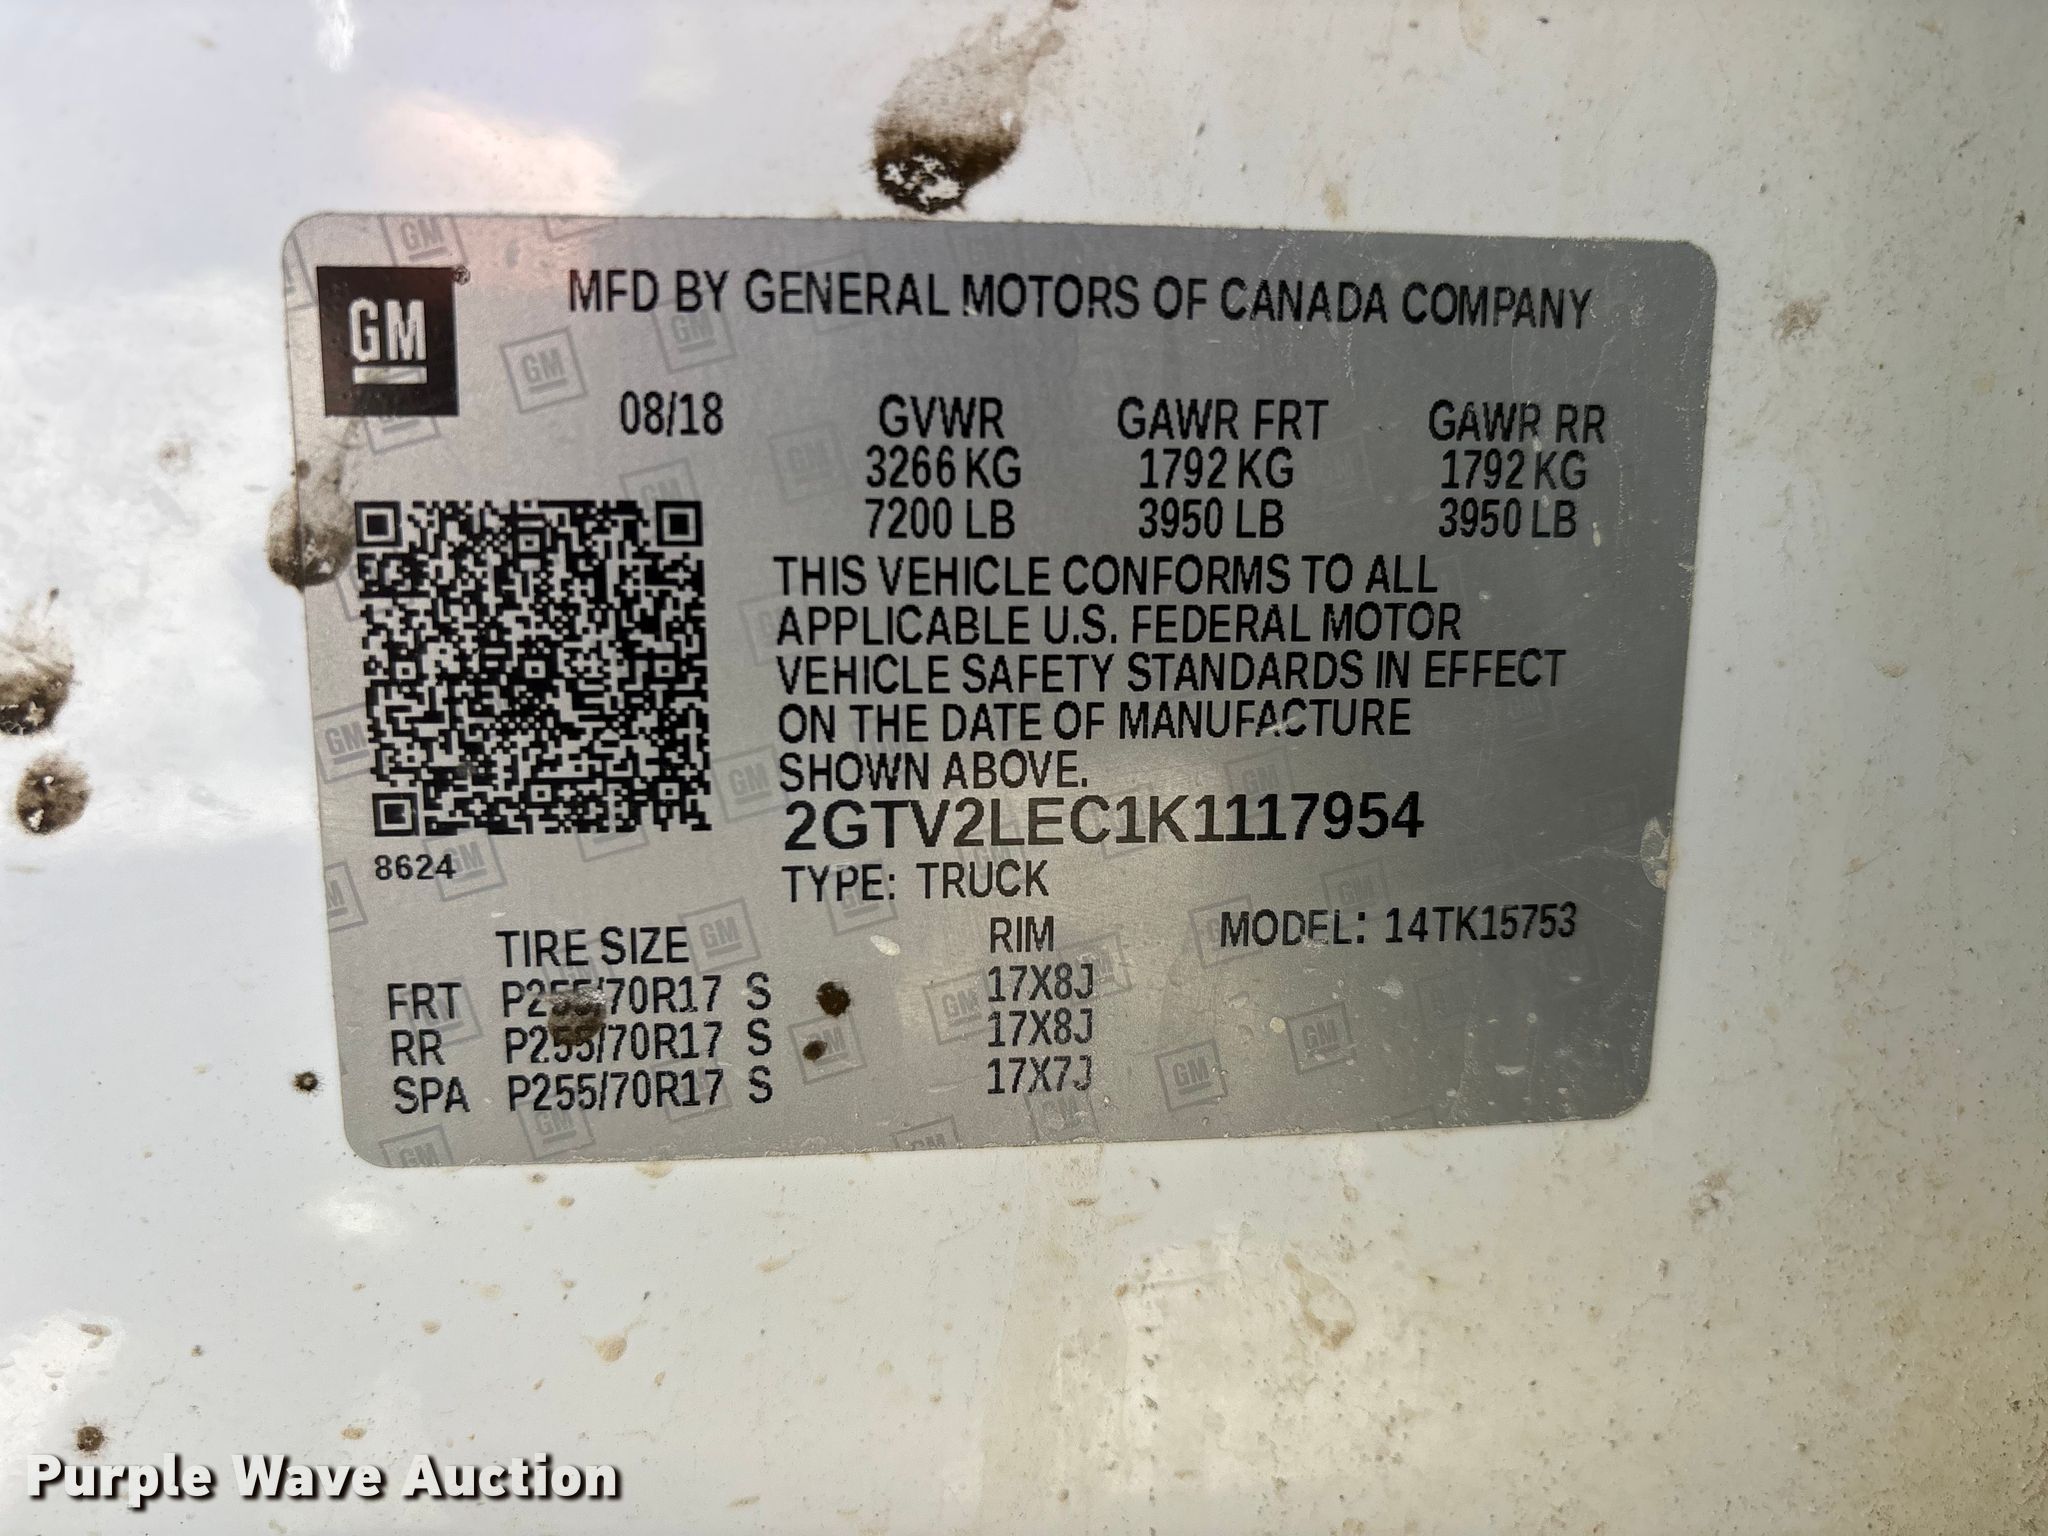 GM®
MFD BY GENERAL MOTORS OF CANADA COMPANY
08/18 GVWR GAWR FRT GAWR RR
3266 KG 1792 KG 1792 KG
7200 LB 3950 LB 3950 LB
THIS VEHICLE CONFORMS TO ALL
APPLICABLE U.S. FEDERAL MOTOR
VEHICLE SAFETY STANDARDS IN EFFECT
ON THE DATE OF MANUFACTURE
SHOWN ABOVE.
2GTV2LEC1K1117954
8624
TYPE: TRUCK
TIRE SIZE RIM MODEL: 14TK15753
FRT P255/70R17 S 17X8J
RR P255/70R17 S 17X8J
SPA P255/70R17 S 17X7J
Purple Wave Auction